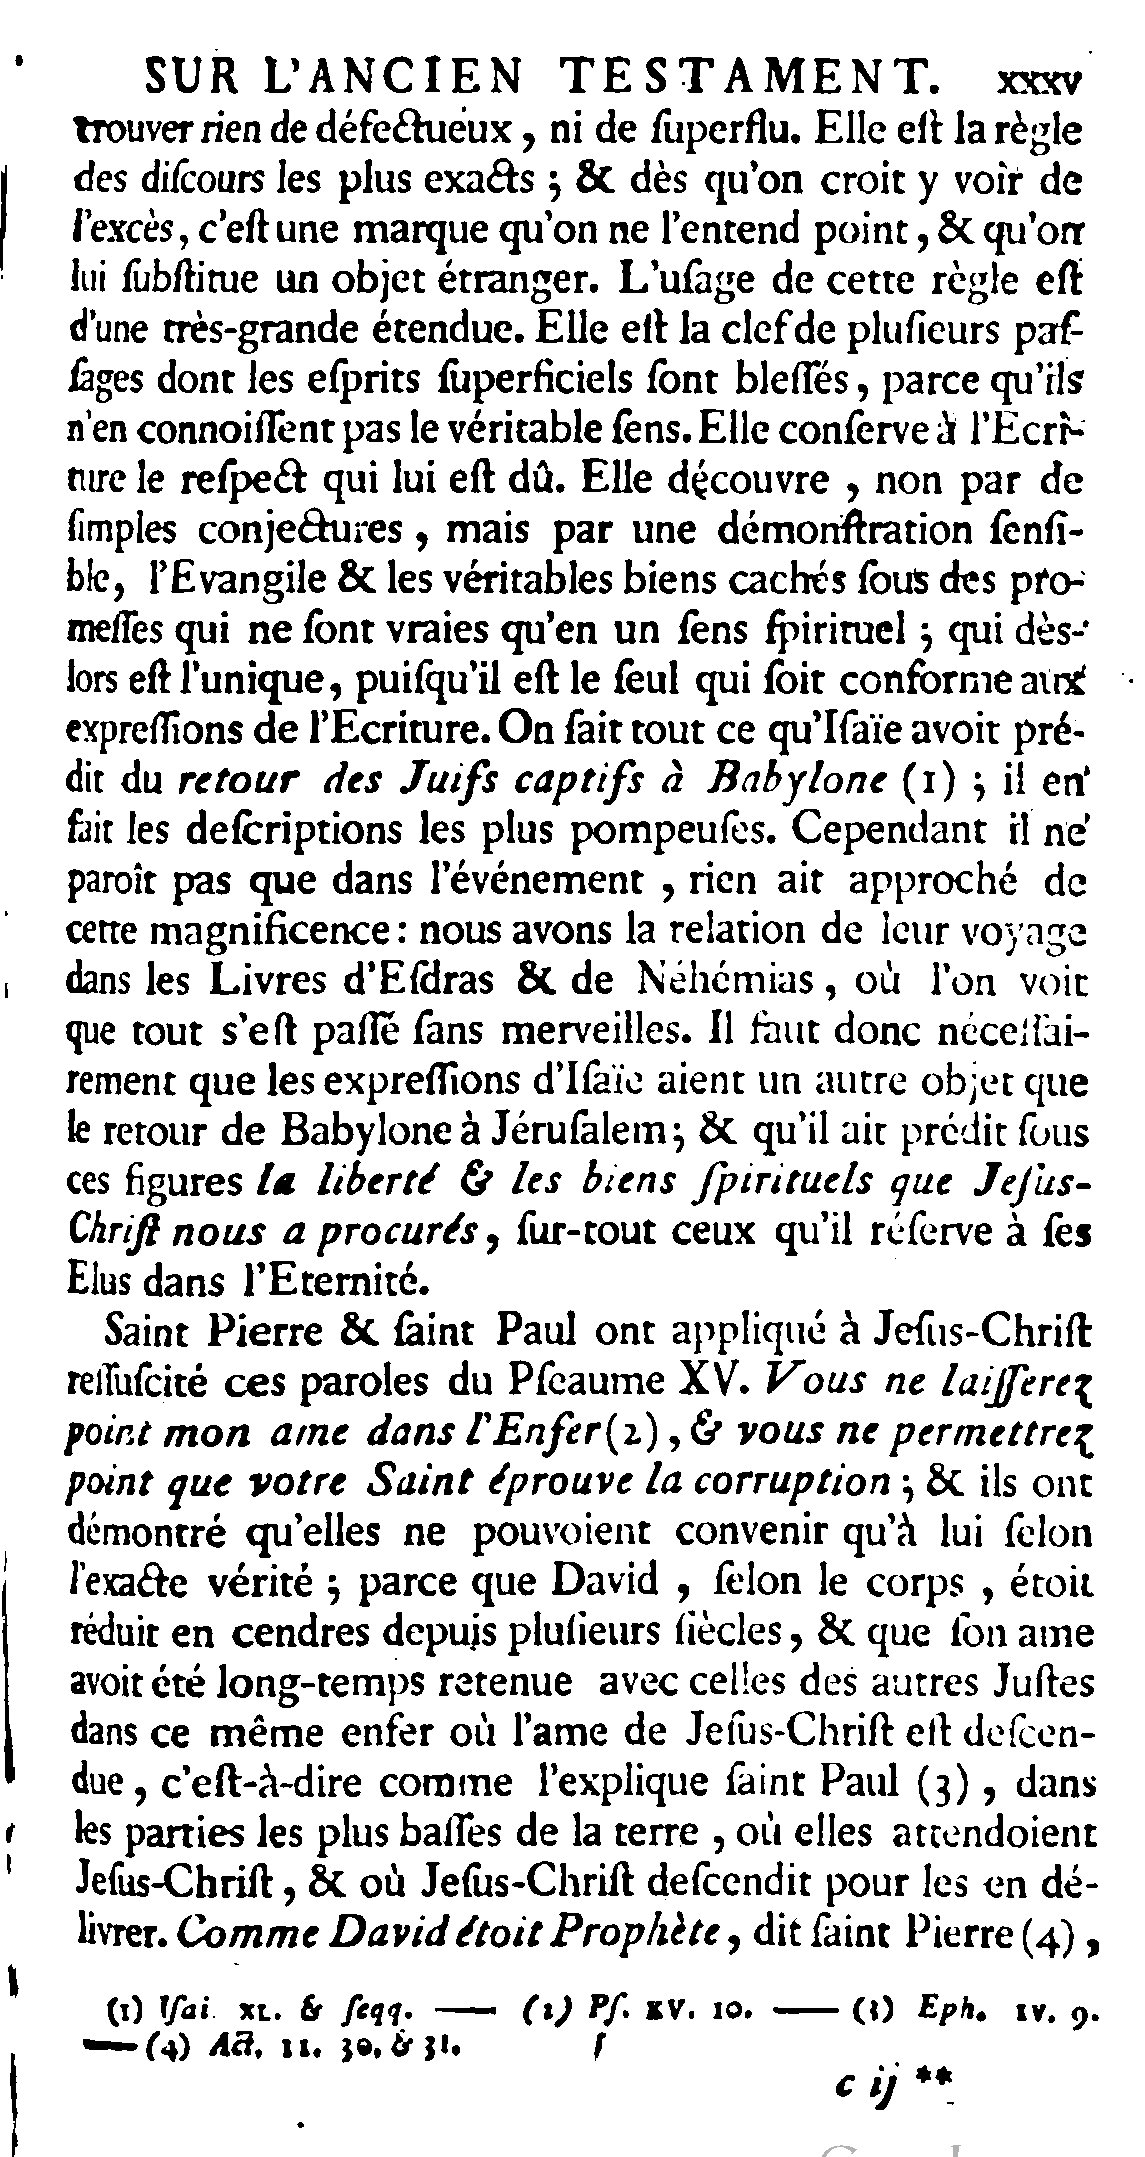 SUR L'ANCIEN TESTAMENT. xxxv
trouver rien de défectueux, ni de ſuperflu. Elle eſt la règle
des diſcours les plus exacts ; & dès qu'on croit y voir de
l'excès, c'eſt une marque qu'on ne l'entend point, & qu'on
lui ſubſtitue un objet étranger. L'uſage de cette règle eſt
d'une très-grande étendue. Elle eſt la clef de pluſieurs paſ-
ſages dont les eſprits ſuperficiels ſont bleſſés, parce qu'ils
n'en connoiſſent pas le véritable ſens. Elle conſerve à l'Ecri-
ture le reſpect qui lui eſt dû. Elle découvre, non par de
ſimples conjectures, mais par une démonſtration ſenſi-
ble, l'Evangile & les véritables biens cachés ſous des pro-
meſſes qui ne ſont vraies qu'en un ſens ſpirituel ; qui dès-
lors eſt l'unique, puiſqu'il eſt le ſeul qui ſoit conforme aux
expreſſions de l'Ecriture. On ſait tout ce qu'Iſaïe avoit pré-
dit du retour des Juifs captifs à Babylone (1) ; il en
fait les deſcriptions les plus pompeuſes. Cependant il ne
paroît pas que dans l'événement, rien ait approché de
cette magnificence : nous avons la relation de leur voyage
dans les Livres d'Eſdras & de Néhémias, où l'on voit
que tout s'eſt paſſé ſans merveilles. Il faut donc néceſſai-
rement que les expreſſions d'Iſaïe aient un autre objet que
le retour de Babylone à Jéruſalem ; & qu'il ait prédit ſous
ces figures la liberté & les biens ſpirituels que Jeſus-
Chriſt nous a procurés, ſur-tout ceux qu'il réſerve à ſes
Elus dans l'Eternité.
Saint Pierre & ſaint Paul ont appliqué à Jeſus-Chriſt
reſſuſcité ces paroles du Pſeaume XV. Vous ne laiſſerez
point mon ame dans l'Enfer (2), & vous ne permettrez
point que votre Saint éprouve la corruption ; & ils ont
démontré qu'elles ne pouvoient convenir qu'à lui ſelon
l'exacte vérité ; parce que David, ſelon le corps, étoit
réduit en cendres depuis pluſieurs ſiècles, & que ſon ame
avoit été long-temps retenue avec celles des autres Juſtes
dans ce même enfer où l'ame de Jeſus-Chriſt eſt deſcen-
due, c'eſt-à-dire comme l'explique ſaint Paul (3), dans
les parties les plus baſſes de la terre, où elles attendoient
Jeſus-Chriſt, & où Jeſus-Chriſt deſcendit pour les en dé-
livrer. Comme David étoit Prophète, dit ſaint Pierre (4),
(1) Iſai. XL. & ſeqq. — (2) Pſ. XV. 10. — (3) Eph. IV. 9.
— (4) Act. II. 30. & 31.
c ij **